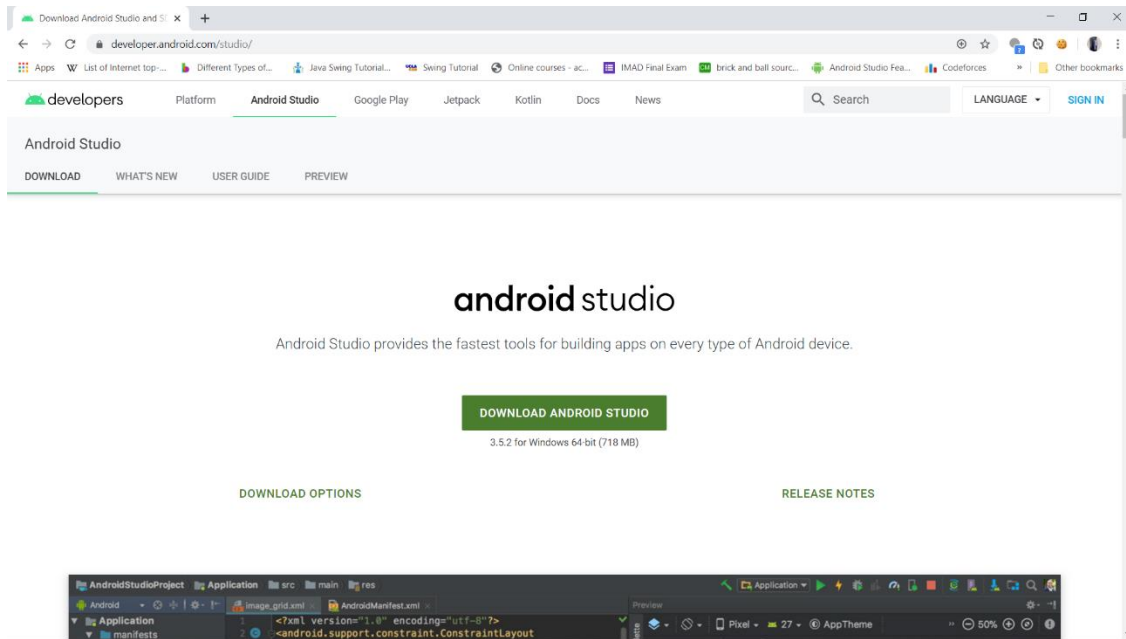 Download Android Studio and S
developer.android.com/studio/
Apps List of Internet top-... Different Types of... Java Swing Tutorial... Swing Tutorial Online courses - ac... IMAD Final Exam brick and ball sourc... Android Studio Fea... Codeforces » Other bookmarks
developers Platform Android Studio Google Play Jetpack Kotlin Docs News Search LANGUAGE SIGN IN
Android Studio
DOWNLOAD WHAT'S NEW USER GUIDE PREVIEW
android studio
Android Studio provides the fastest tools for building apps on every type of Android device.
DOWNLOAD ANDROID STUDIO
3.5.2 for Windows 64-bit (718 MB)
DOWNLOAD OPTIONS RELEASE NOTES
AndroidStudioProject Application src main res Application
Android image_grid.xml AndroidManifest.xml Preview
Application 1 <?xml version="1.0" encoding="utf-8"?> Pixel 27 AppTheme » 50%
manifests 2 <android.support.constraint.ConstraintLayout